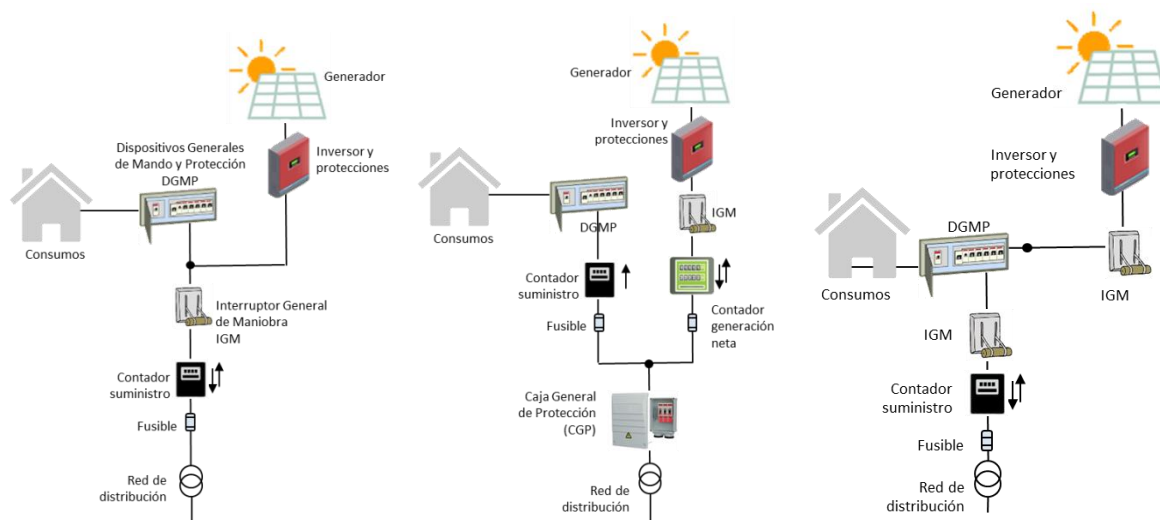 Generador
Dispositivos Generales
de Mando y Protección
DGMP
Inversor y
protecciones
Consumos
Interruptor General
de Maniobra
IGM
Contador
suministro
Fusible
Red de
distribución
Generador
Inversor y
protecciones
IGM
DGMP
Consumos
Contador
suministro
Fusible
Contador
generación
neta
Caja General
de Protección
(CGP)
Red de
distribución
Generador
Inversor y
protecciones
DGMP
IGM
Consumos
IGM
Contador
suministro
Fusible
Red de
distribución